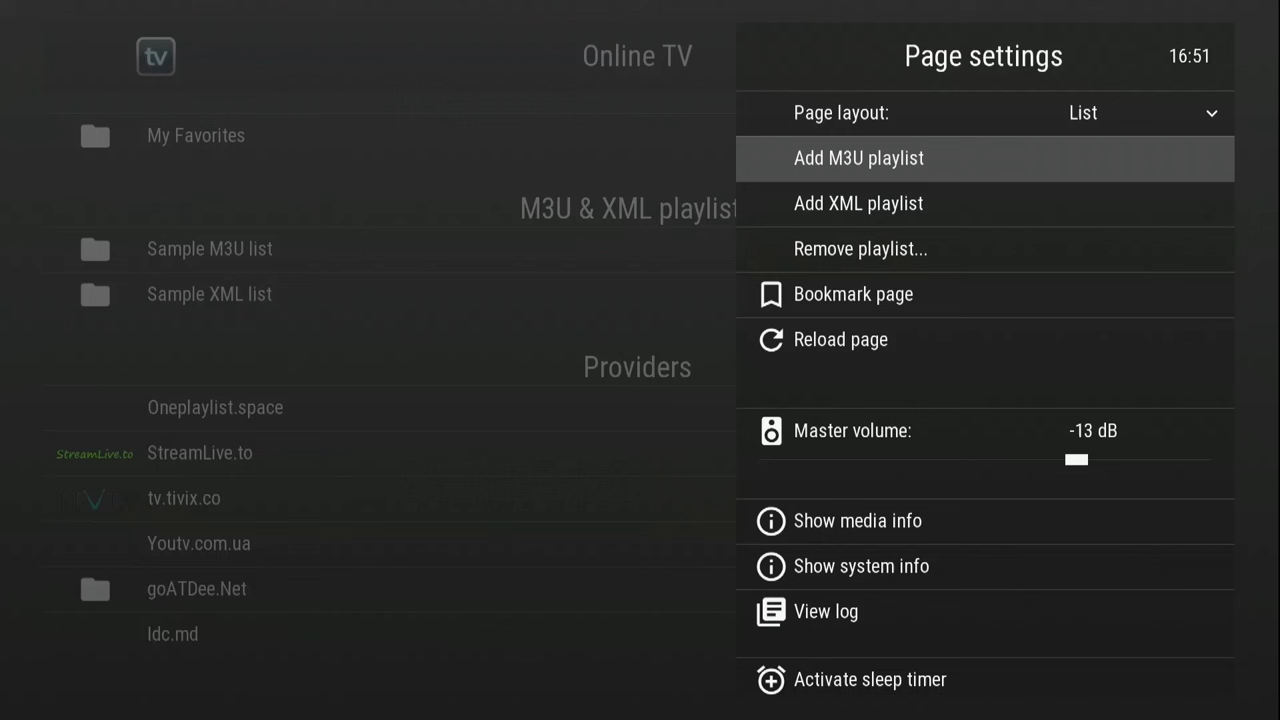 tv
Online TV
My Favorites
M3U & XML playlist
Sample M3U list
Sample XML list
Providers
Oneplaylist.space
StreamLive.to StreamLive.to
tv.tivix.co
Youtv.com.ua
goATDee.Net
Idc.md
Page settings 16:51
Page layout: List
Add M3U playlist
Add XML playlist
Remove playlist...
Bookmark page
Reload page
Master volume: -13 dB
Show media info
Show system info
View log
Activate sleep timer